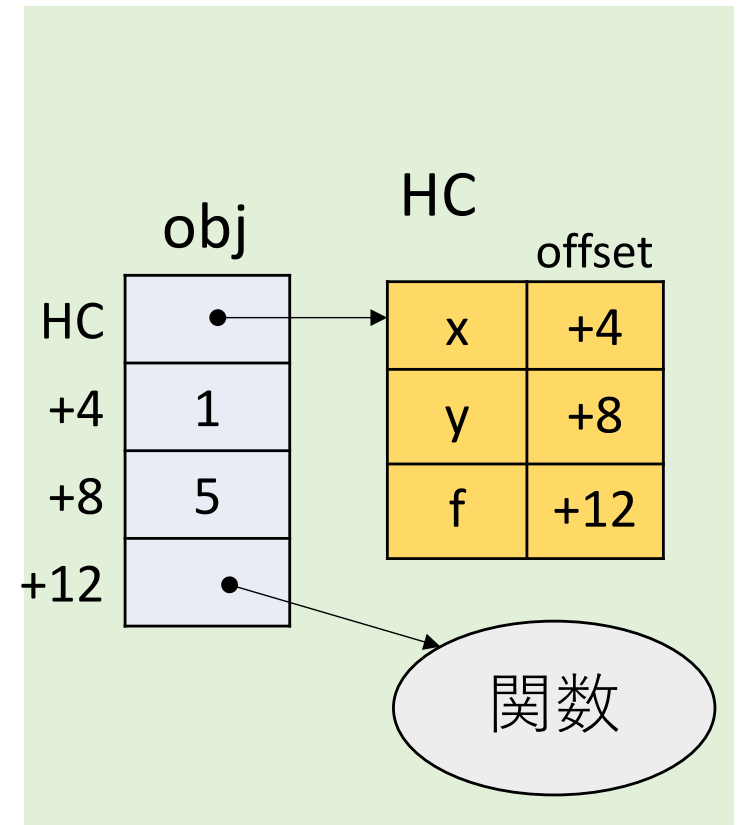 obj
HC
+4 1
+8 5
+12
HC
offset
x +4
y +8
f +12
関数